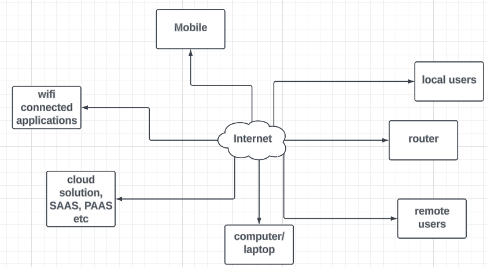 Mobile
local users
wifi
connected
applications
Internet
router
cloud
solution,
SAAS, PAAS
etc
remote
users
computer/
laptop